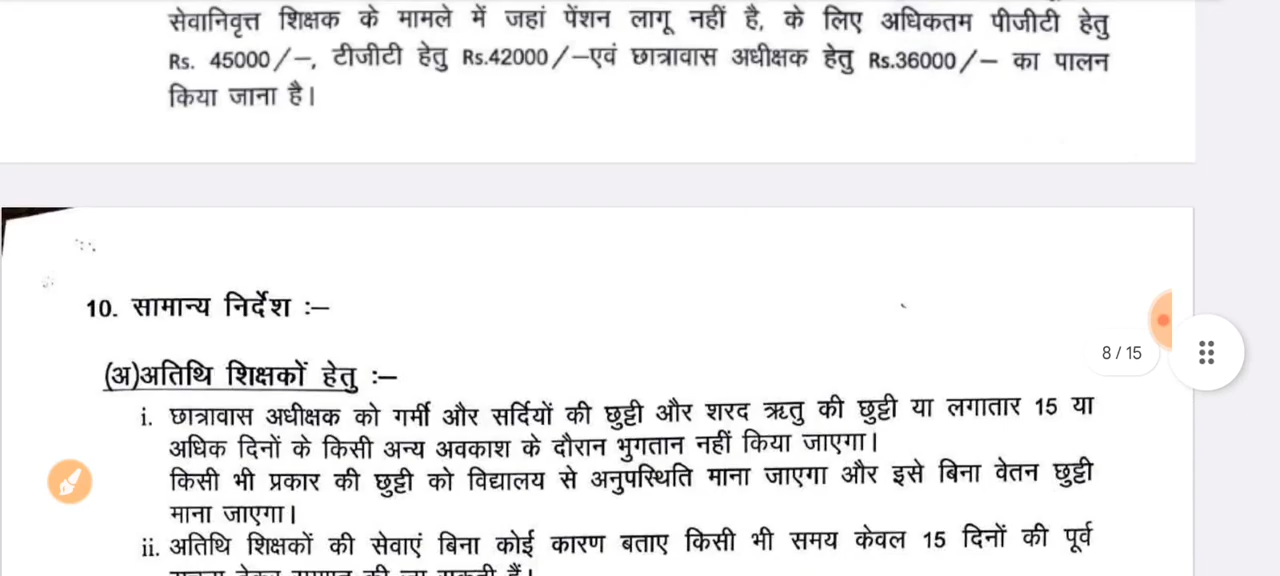 सेवानिवृत्त शिक्षक के मामले में जहां पेंशन लागू नहीं है, के लिए अधिकतम पीजीटी हेतु
Rs. 45000/–, टीजीटी हेतु Rs.42000/–एवं छात्रावास अधीक्षक हेतु Rs.36000/– का पालन
किया जाना है।
10. सामान्य निर्देश :–
8 / 15
(अ)अतिथि शिक्षकों हेतु :–
i. छात्रावास अधीक्षक को गर्मी और सर्दियों की छुट्टी और शरद ऋतु की छुट्टी या लगातार 15 या
अधिक दिनों के किसी अन्य अवकाश के दौरान भुगतान नहीं किया जाएगा।
किसी भी प्रकार की छुट्टी को विद्यालय से अनुपस्थिति माना जाएगा और इसे बिना वेतन छुट्टी
माना जाएगा।
ii. अतिथि शिक्षकों की सेवाएं बिना कोई कारण बताए किसी भी समय केवल 15 दिनों की पूर्व